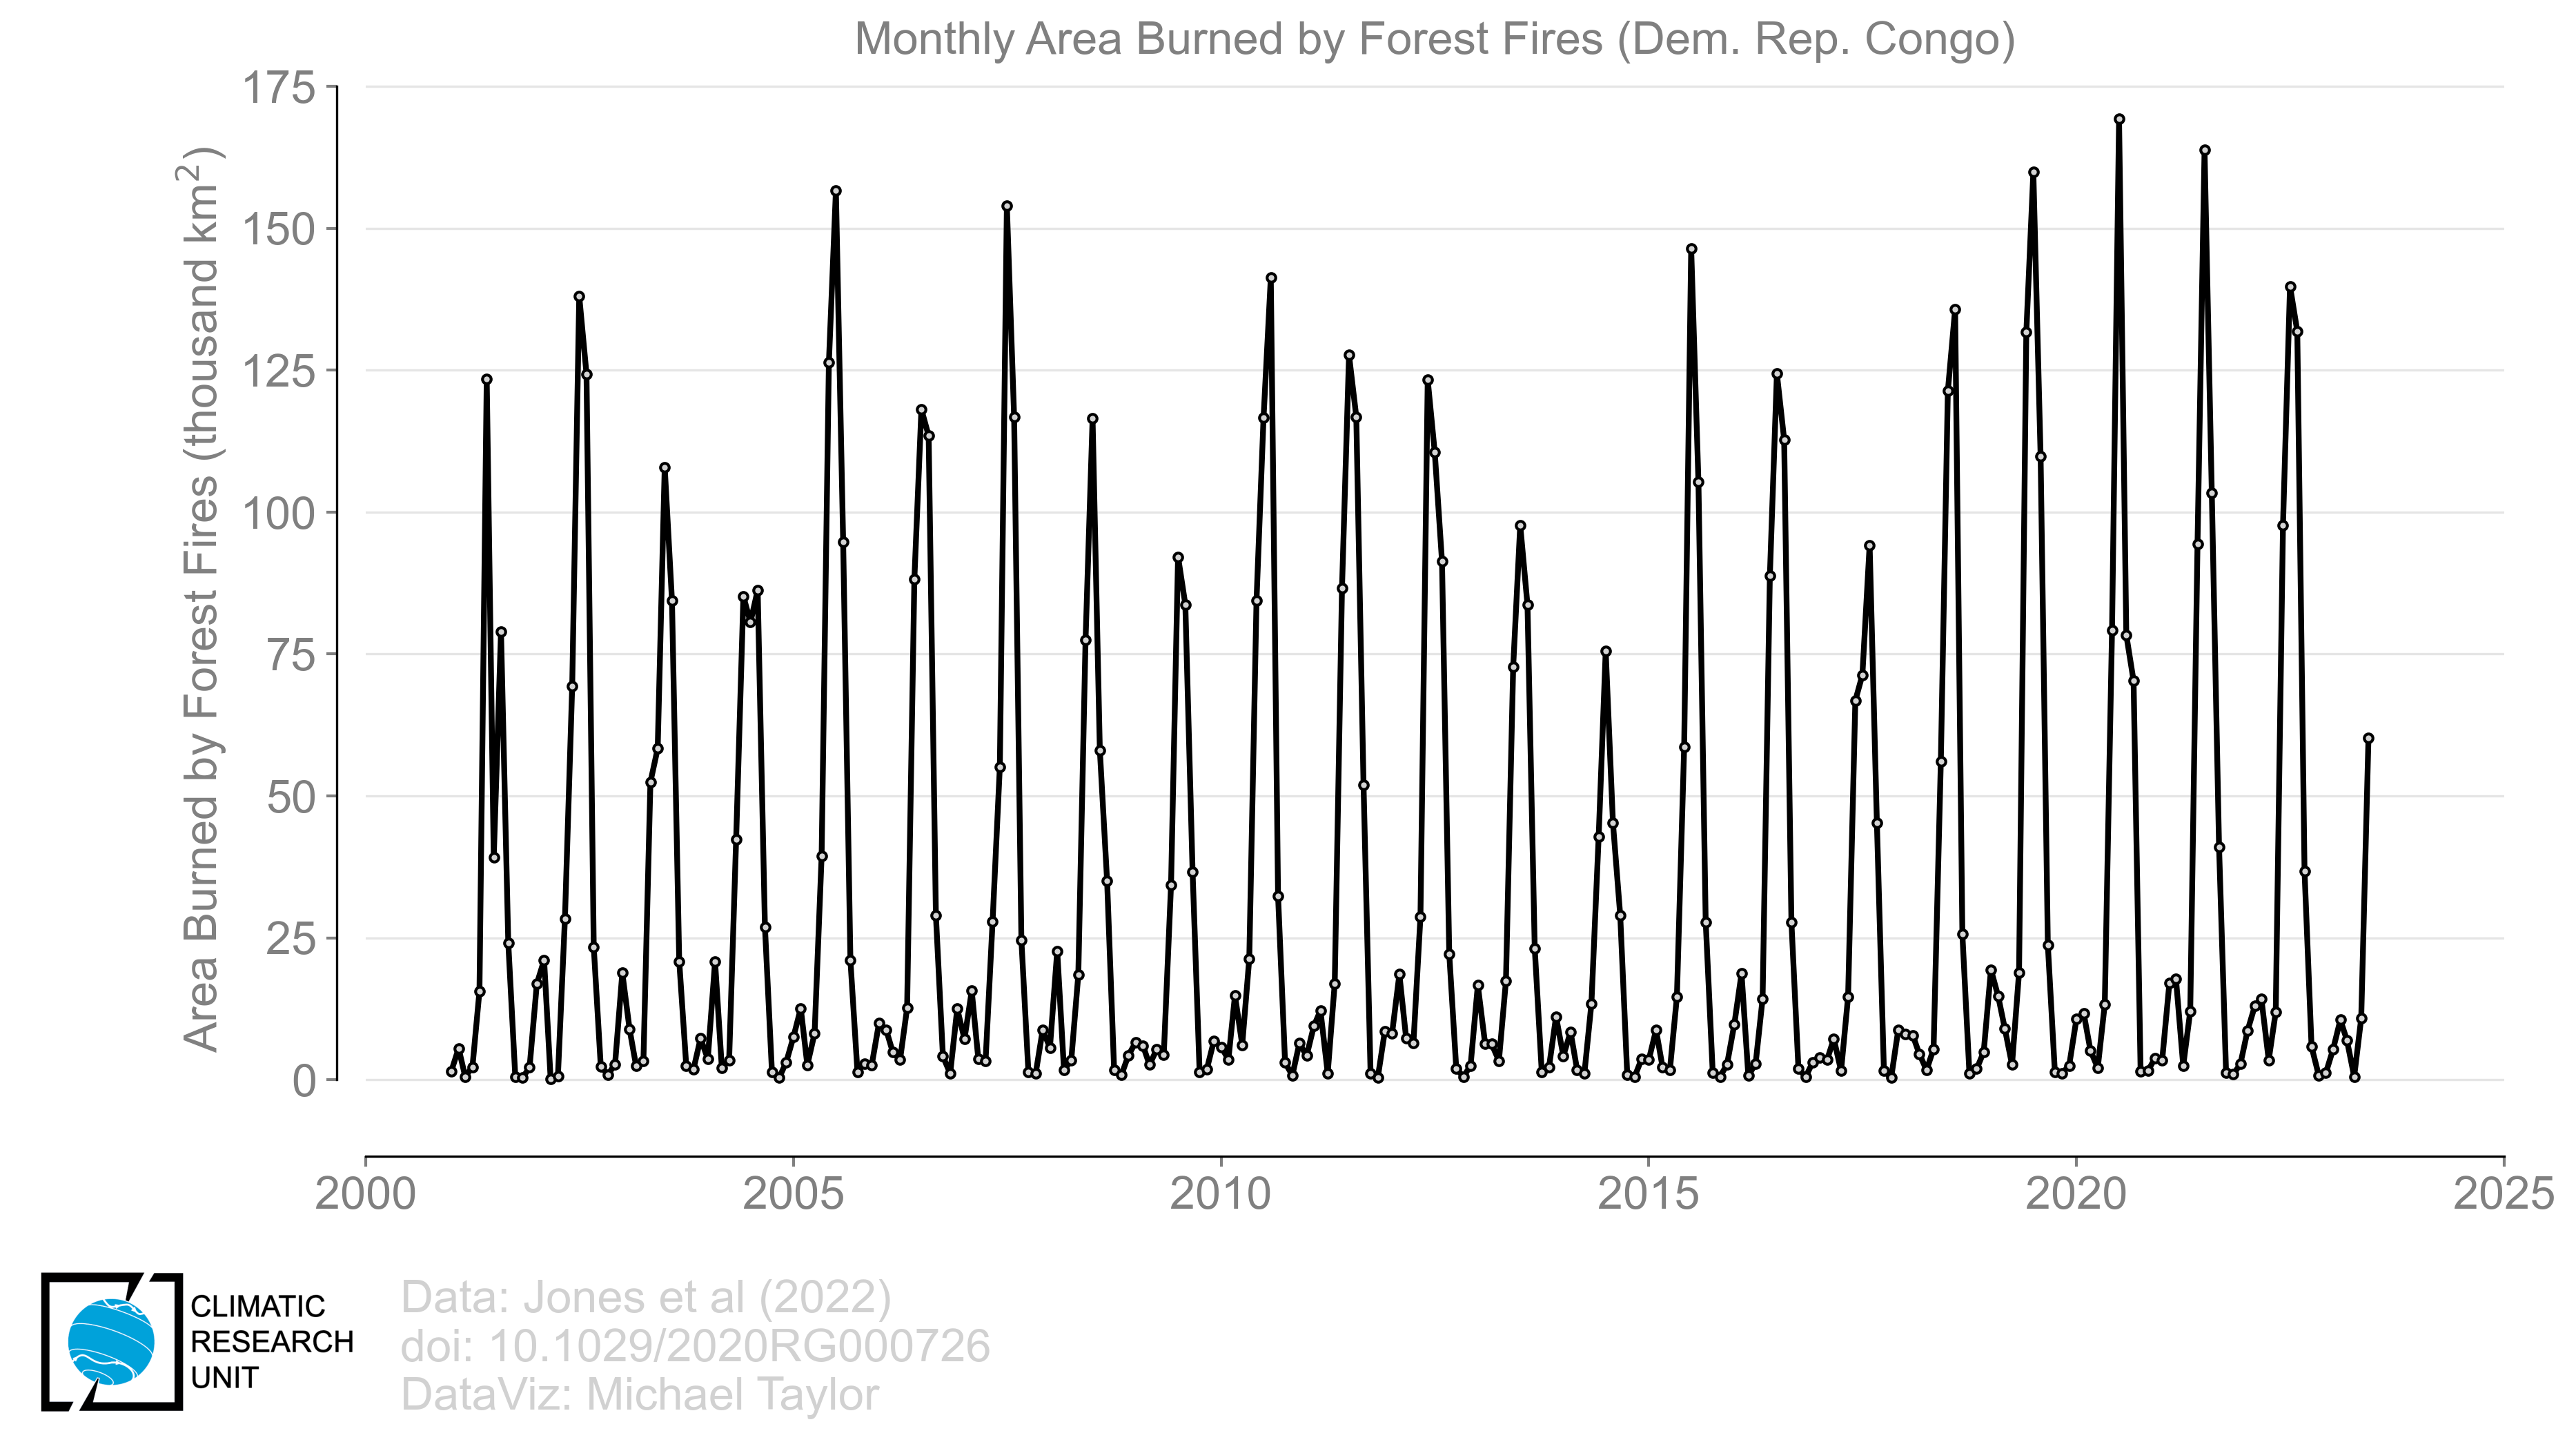 Monthly Area Burned by Forest Fires (Dem. Rep. Congo)
Area Burned by Forest Fires (thousand km²)
175
150
125
100
75
50
25
0
2000 2005 2010 2015 2020 2025
CLIMATIC
RESEARCH
UNIT
Data: Jones et al (2022)
doi: 10.1029/2020RG000726
DataViz: Michael Taylor